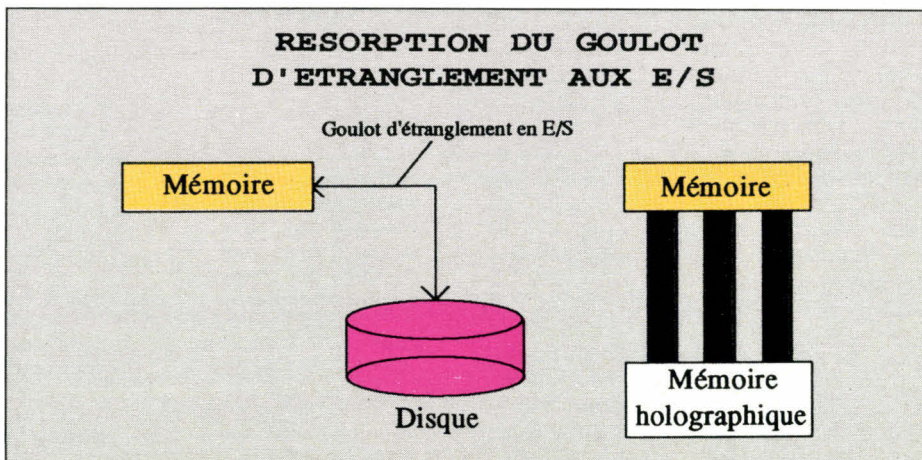 RESORPTION DU GOULOT
D'ETRANGLEMENT AUX E/S
Goulot d'étranglement en E/S
Mémoire
Disque
Mémoire
Mémoire
holographique